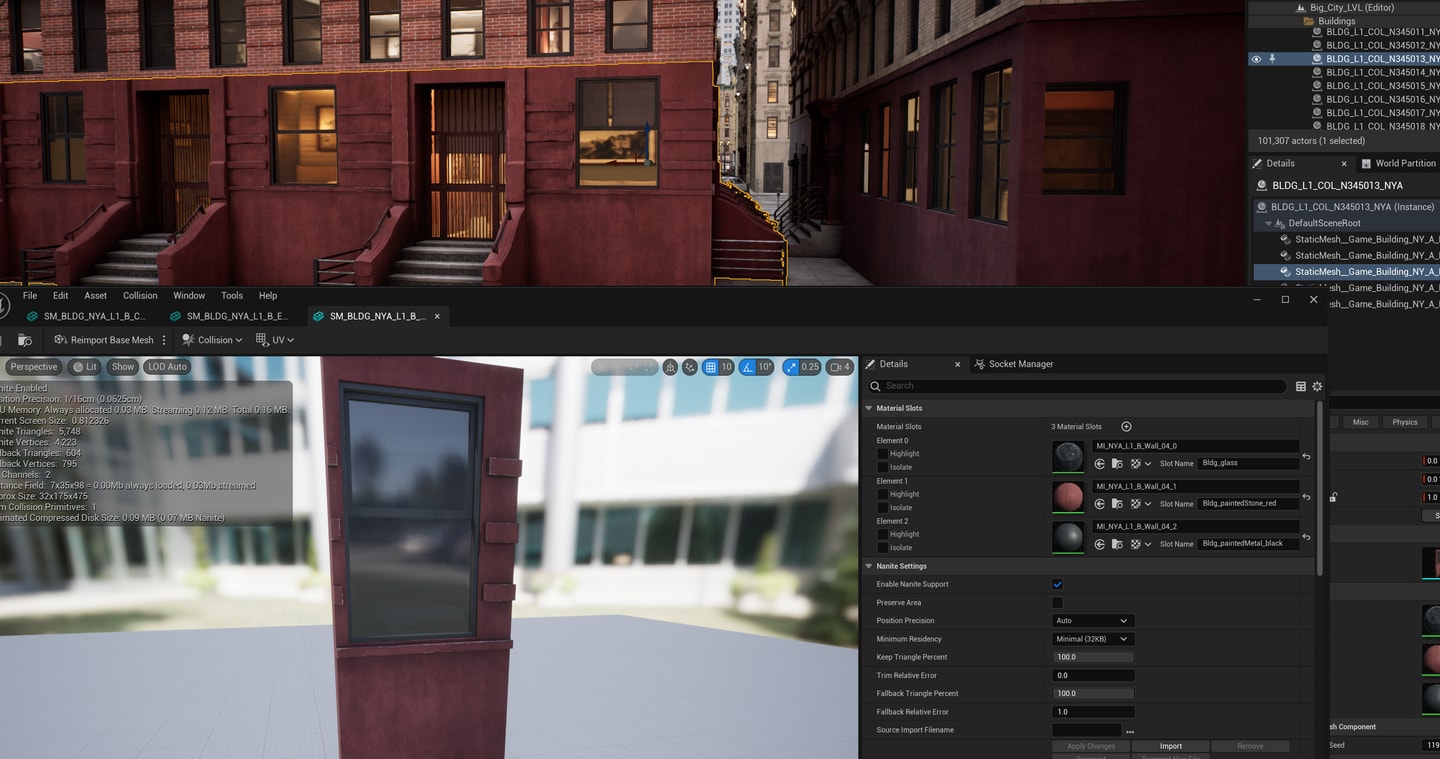 Big_City_LVL (Editor)
Buildings
BLDG_L1_COL_N345011_NY
BLDG_L1_COL_N345012_NY
BLDG_L1_COL_N345013_NY
BLDG_L1_COL_N345014_NY
BLDG_L1_COL_N345015_NY
BLDG_L1_COL_N345016_NY
BLDG_L1_COL_N345017_NY
BLDG_L1_COL_N345018_NY
101,307 actors (1 selected)
Details
World Partition
BLDG_L1_COL_N345013_NYA
BLDG_L1_COL_N345013_NYA (Instance)
DefaultSceneRoot
StaticMesh__Game_Building_NY_A_
StaticMesh__Game_Building_NY_A_
StaticMesh__Game_Building_NY_A_
sh__Game_Building_NY_A_
sh__Game_Building_NY_A_
File Edit Asset Collision Window Tools Help
SM_BLDG_NYA_L1_B_C... SM_BLDG_NYA_L1_B_E... SM_BLDG_NYA_L1_B_...
Reimport Base Mesh Collision UV
Perspective Lit Show LOD Auto 10 10° 0.25 4
nite Enabled
sition Precision: 1/16cm (0.0625cm)
U Memory: Always allocated 0.03 MB. Streaming 0.12 MB. Total 0.16 MB.
rrent Screen Size: 0.812326
nite Triangles: 5,748
nite Vertices: 4,223
lback Triangles: 604
lback Vertices: 795
Channels: 2
stance Field: 7x35x98 = 0.00Mb always loaded, 0.03Mb streamed
prox Size: 32x175x475
m Collision Primitives: 1
imated Compressed Disk Size: 0.09 MB (0.07 MB Nanite)
Details Socket Manager
Search
Material Slots
Material Slots 3 Material Slots
Element 0
Highlight
Isolate
MI_NYA_L1_B_Wall_04_0
Slot Name Bldg_glass
Element 1
Highlight
Isolate
MI_NYA_L1_B_Wall_04_1
Slot Name Bldg_paintedStone_red
Element 2
Highlight
Isolate
MI_NYA_L1_B_Wall_04_2
Slot Name Bldg_paintedMetal_black
Nanite Settings
Enable Nanite Support
Preserve Area
Position Precision Auto
Minimum Residency Minimal (32KB)
Keep Triangle Percent 100.0
Trim Relative Error 0.0
Fallback Triangle Percent 100.0
Fallback Relative Error 1.0
Source Import Filename ...
Apply Changes Import Remove
Misc Physics
0.0
0.0
1.0
S
sh Component
Seed 119